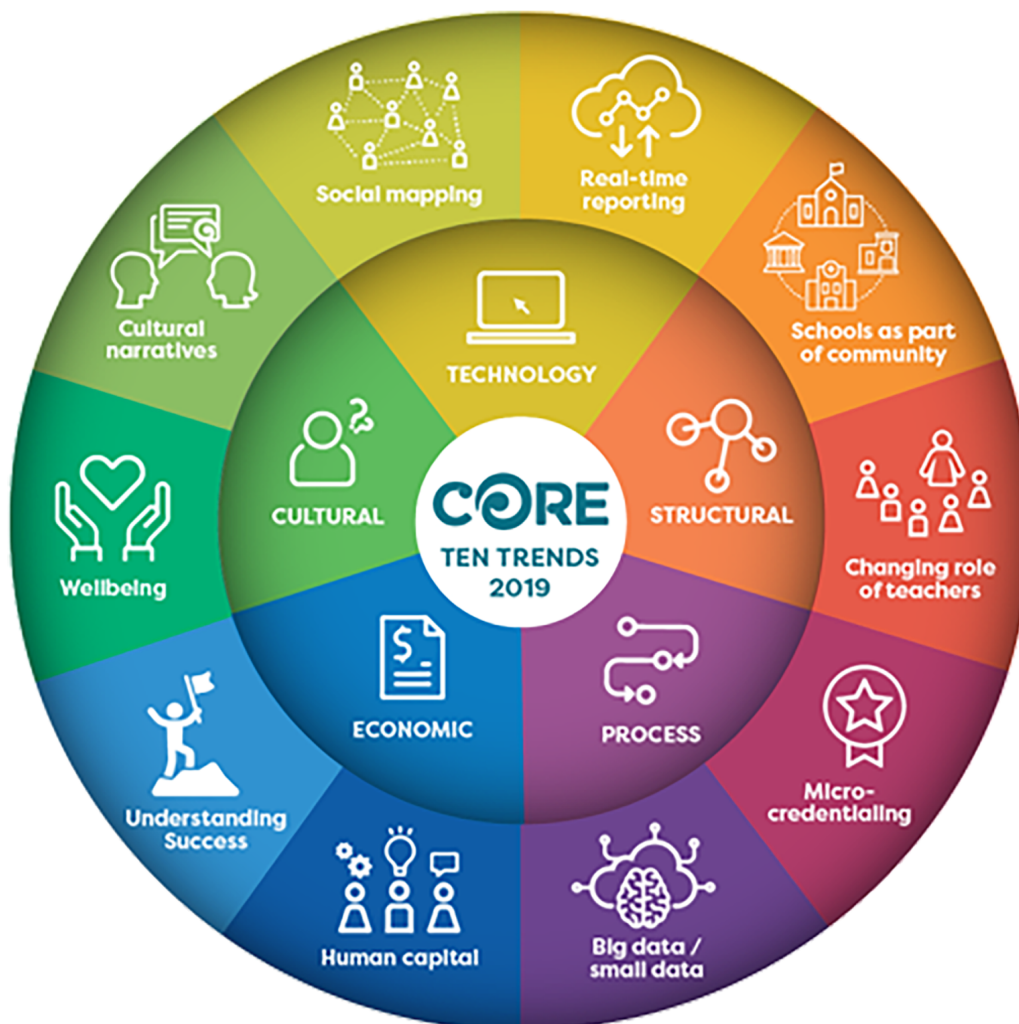 Social mapping
Real-time
reporting
Schools as part
of community
Changing role
of teachers
Micro-
credentialing
Big data /
small data
Human capital
Understanding
Success
Wellbeing
Cultural
narratives
TECHNOLOGY
STRUCTURAL
PROCESS
ECONOMIC
CULTURAL
CORE
TEN TRENDS
2019